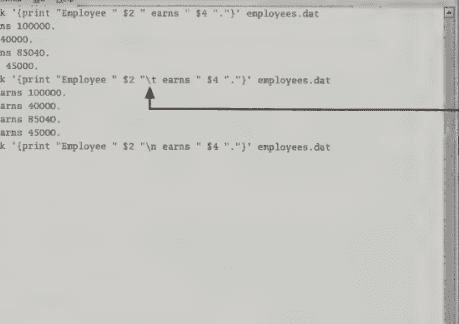 k '{print "Employee " $2 " earns " $4 "."}' employees.dat
ns 100000.
40000.
ns 85040.
45000.
k '{print "Employee " $2 "\t earns " $4 "."}' employees.dat
arns 100000.
arns 40000.
arns 85040.
arns 45000.
k '{print "Employee " $2 "\n earns " $4 "."}' employees.dat